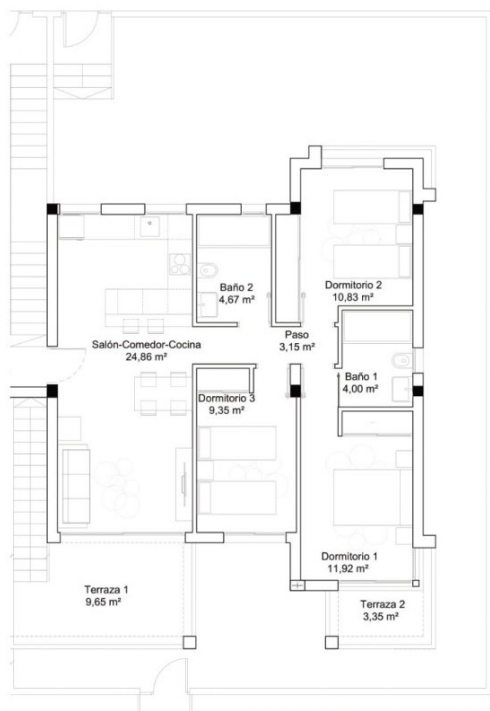 Dormitorio 2
10,83 m²
Baño 2
4,67 m²
Paso
3,15 m²
Salón-Comedor-Cocina
24,86 m²
Baño 1
4,00 m²
Dormitorio 3
9,35 m²
Dormitorio 1
11,92 m²
Terraza 1
9,65 m²
Terraza 2
3,35 m²